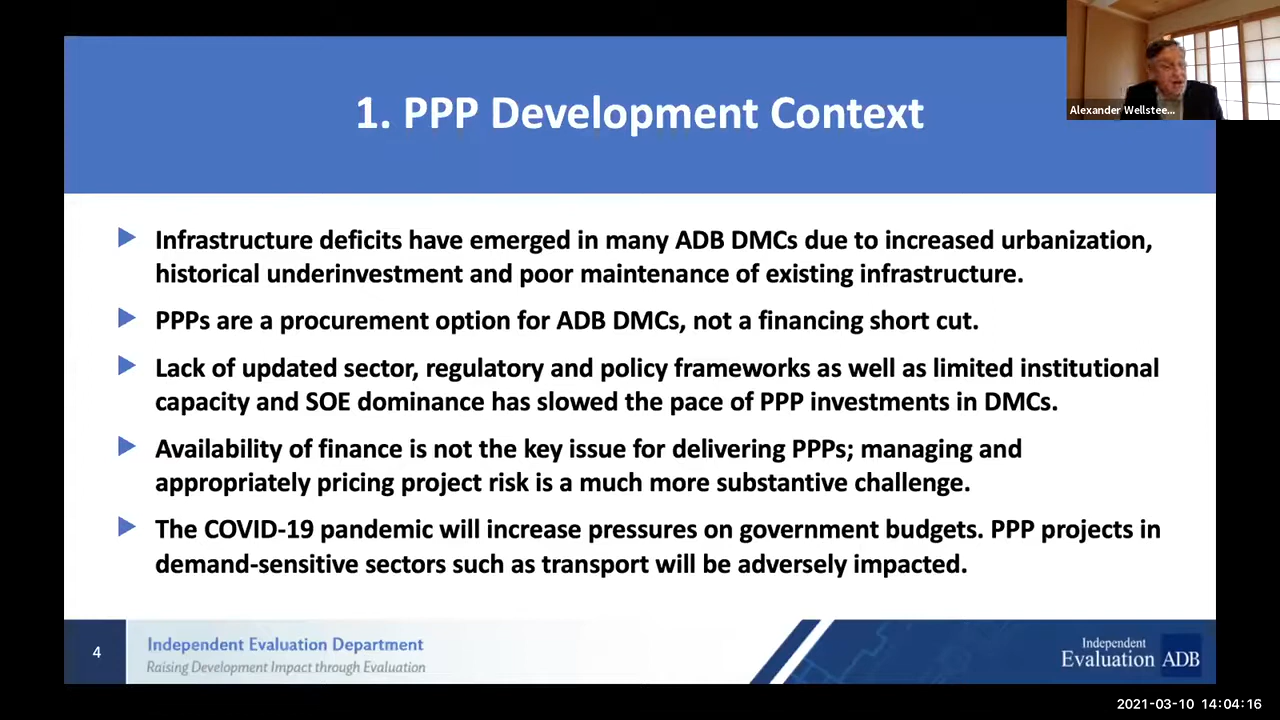 1. PPP Development Context
Alexander Wellstee...
Infrastructure deficits have emerged in many ADB DMCs due to increased urbanization,
historical underinvestment and poor maintenance of existing infrastructure.
PPPs are a procurement option for ADB DMCs, not a financing short cut.
Lack of updated sector, regulatory and policy frameworks as well as limited institutional
capacity and SOE dominance has slowed the pace of PPP investments in DMCs.
Availability of finance is not the key issue for delivering PPPs; managing and
appropriately pricing project risk is a much more substantive challenge.
The COVID-19 pandemic will increase pressures on government budgets. PPP projects in
demand-sensitive sectors such as transport will be adversely impacted.
4
Independent Evaluation Department
Raising Development Impact through Evaluation
Independent
Evaluation ADB
2021-03-10 14:04:16